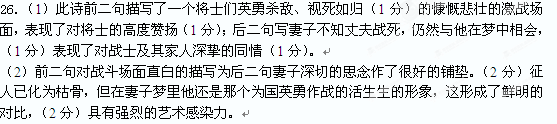 26.（1）此诗前二句描写了一个将士们英勇杀敌、视死如归（1 分）的慷慨悲壮的激战场
面，表现了对将士的高度赞扬（1 分）；后二句写妻子不知丈夫战死，仍然与他在梦中相会，
（1 分）表现了对战士及其家人深挚的同情（1 分）。
（2）前二句对战斗场面直白的描写为后二句妻子深切的思念作了很好的铺垫。（2 分）征
人已化为枯骨，但在妻子梦里他还是那个为国英勇作战的活生生的形象，这形成了鲜明的
对比，（2 分）具有强烈的艺术感染力。